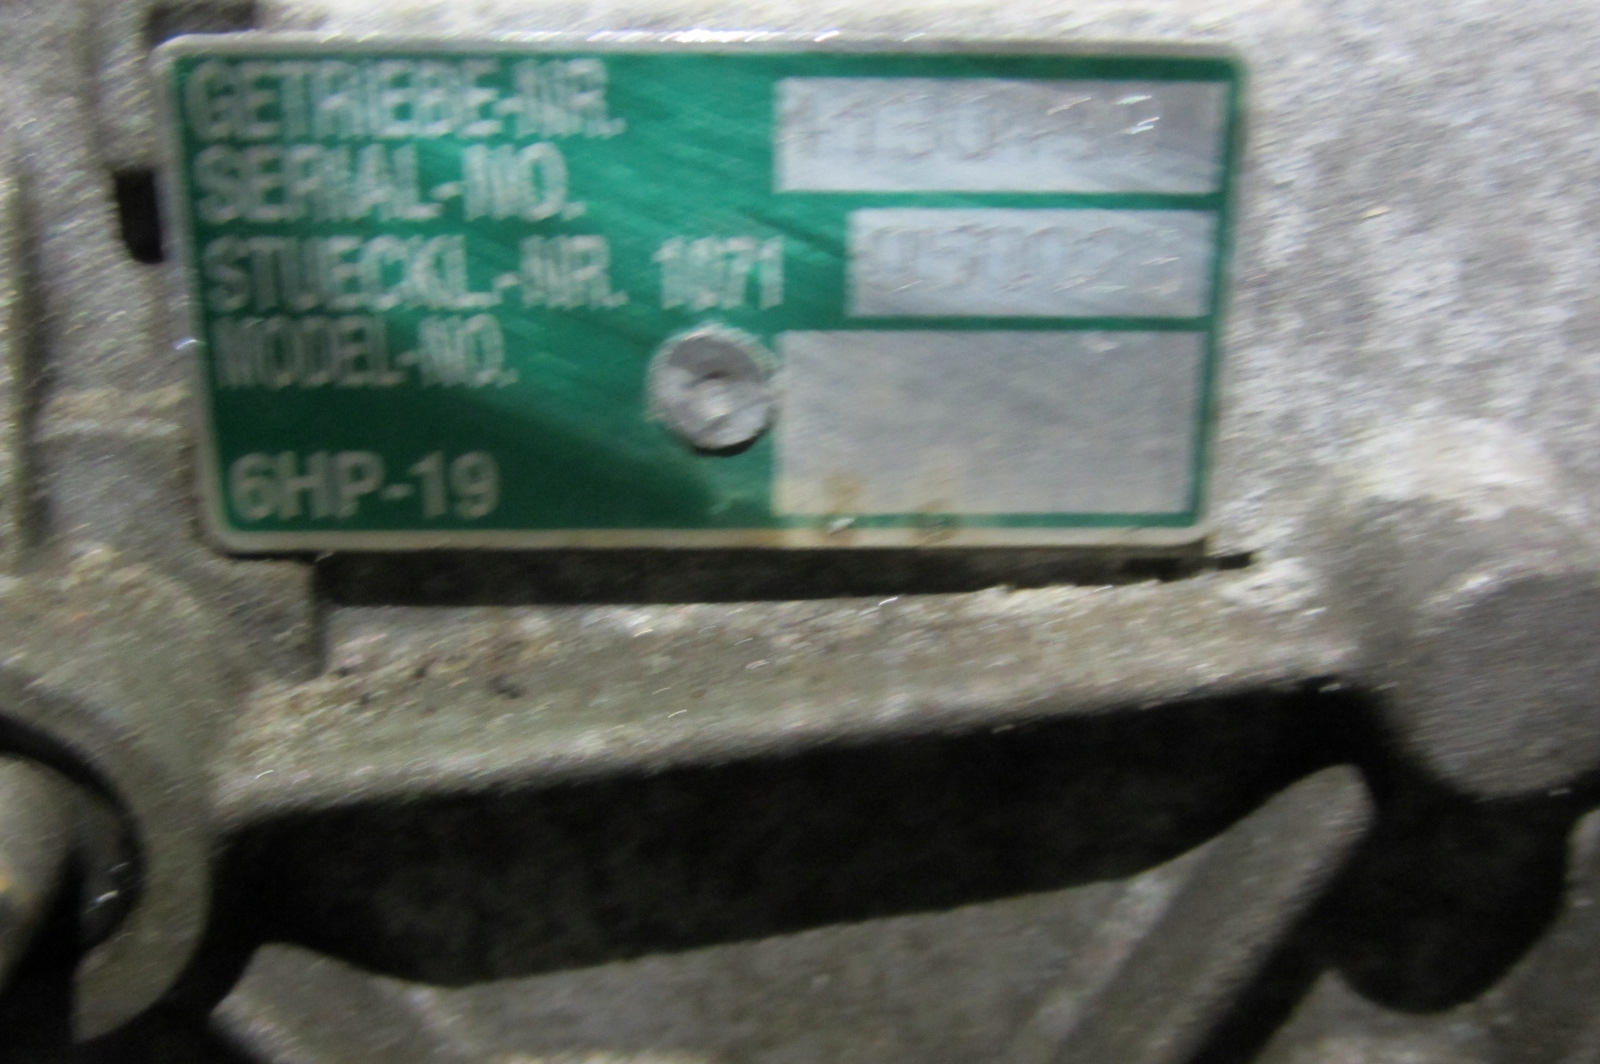 GETRIEBE-NR.
SERIAL-NO.
STUECKL.-NR. 1071
MODEL-NO.
6HP-19